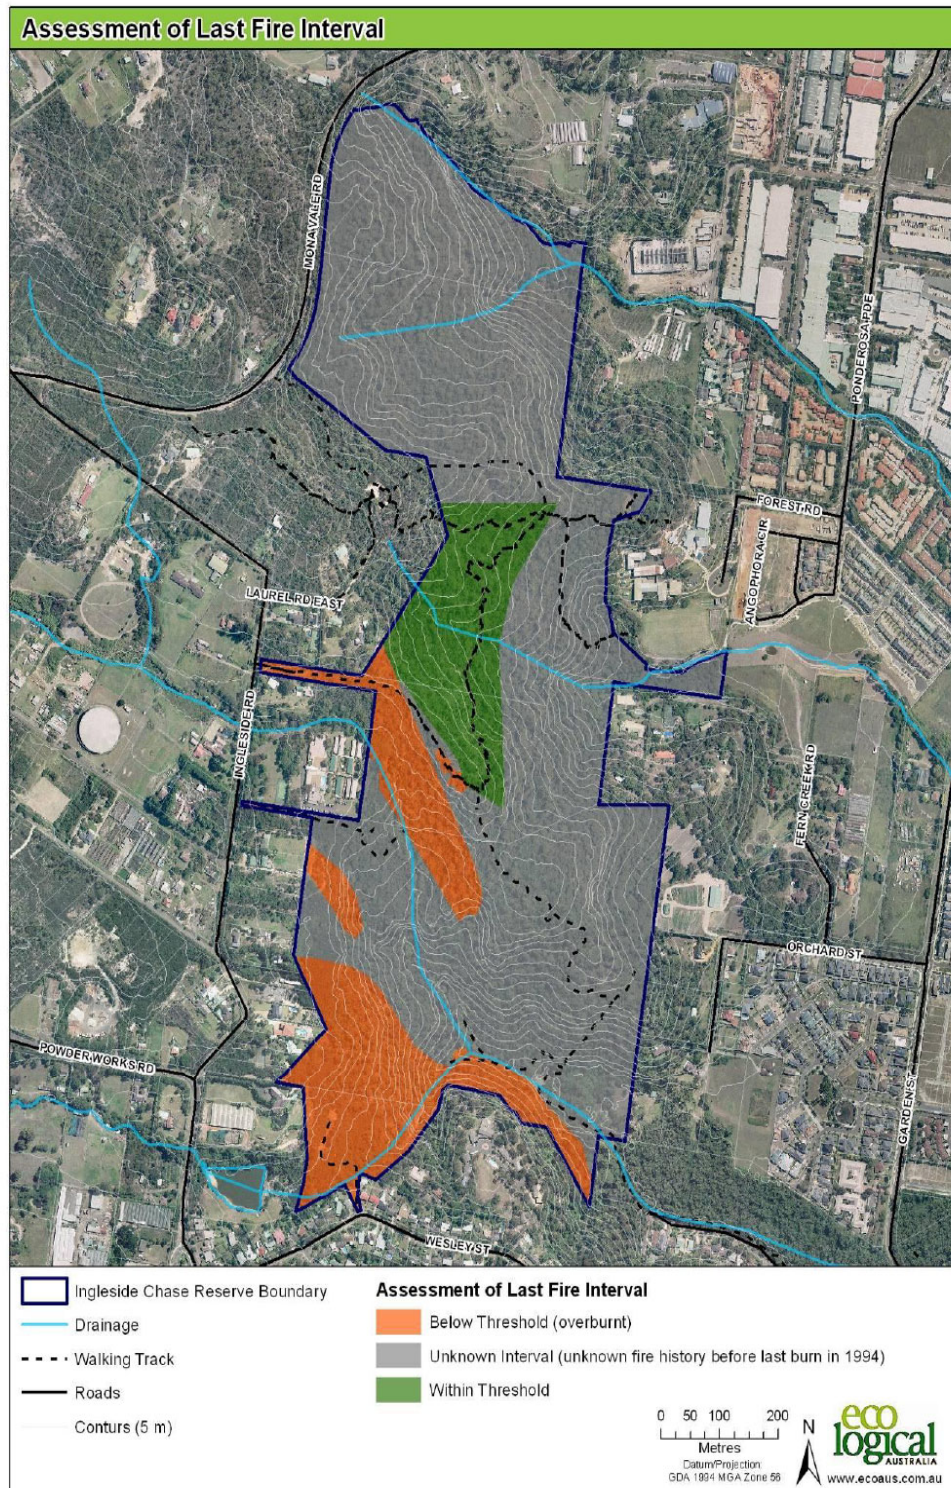 Assessment of Last Fire Interval
MONA VALE RD
PONDEROSA PDE
FOREST RD
ANGOPHORA CIR
LAUREL RD EAST
INGLESIDE RD
FERN CREEK RD
ORCHARD ST
POWDER WORKS RD
GARDEN ST
WESLEY ST
Ingleside Chase Reserve Boundary
Drainage
Walking Track
Roads
Conturs (5 m)
Assessment of Last Fire Interval
Below Threshold (overburnt)
Unknown Interval (unknown fire history before last burn in 1994)
Within Threshold
0 50 100 200
Metres
Datum/Projection:
GDA 1994 MGA Zone 56
N
eco
logical
AUSTRALIA
www.ecoaus.com.au